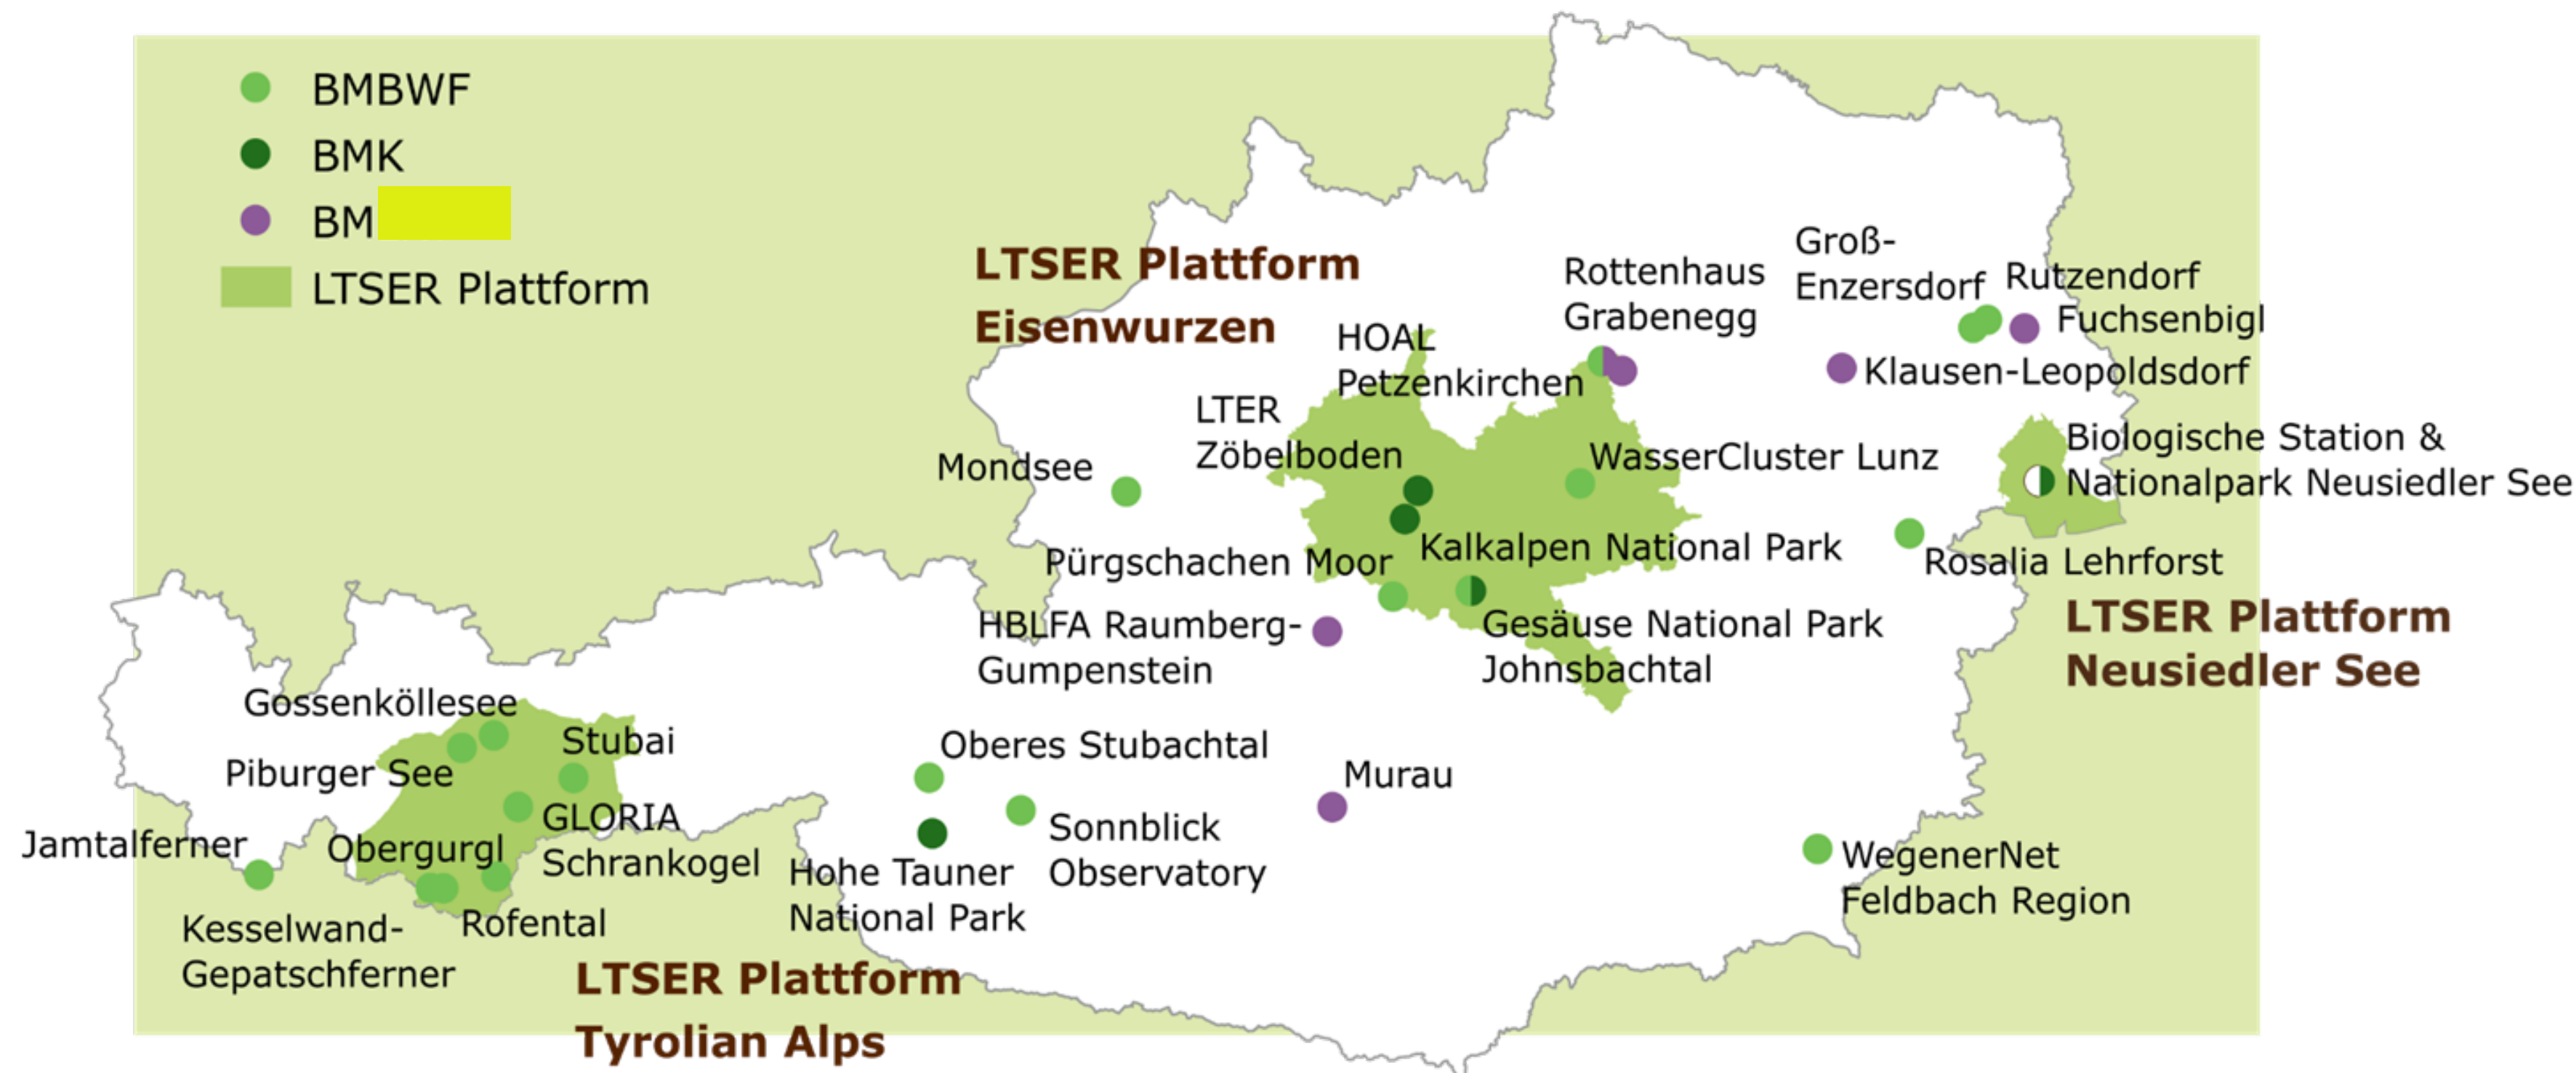 BMBWF
BMK
BM
LTSER Plattform
LTSER Plattform
Eisenwurzen
Groß-
Enzersdorf
Rutzendorf
Fuchsenbigl
Rottenhaus
Grabenegg
HOAL
Petzenkirchen
Klausen-Leopoldsdorf
LTER
Zöbelboden
Mondsee
WasserCluster Lunz
Biologische Station &
Nationalpark Neusiedler See
Pürgschachen Moor
Kalkalpen National Park
Rosalia Lehrforst
HBLFA Raumberg-
Gumpenstein
Gesäuse National Park
Johnsbachtal
LTSER Plattform
Neusiedler See
Gossenköllesee
Stubai
Piburger See
Oberes Stubachtal
Murau
Jamtalferner
Obergurgl
GLORIA
Schrankogel
Sonnblick
Observatory
Hohe Tauner
National Park
WegenerNet
Feldbach Region
Kesselwand-
Gepatschferner
Rofental
LTSER Plattform
Tyrolian Alps